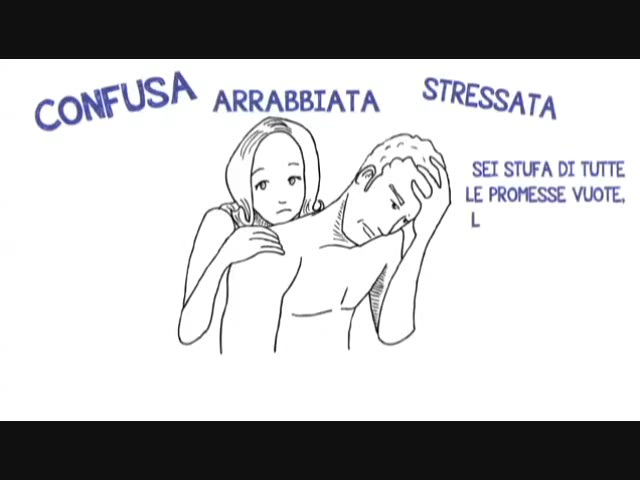 CONFUSA
ARRABBIATA
STRESSATA
SEI STUFA DI TUTTE
LE PROMESSE VUOTE,
L